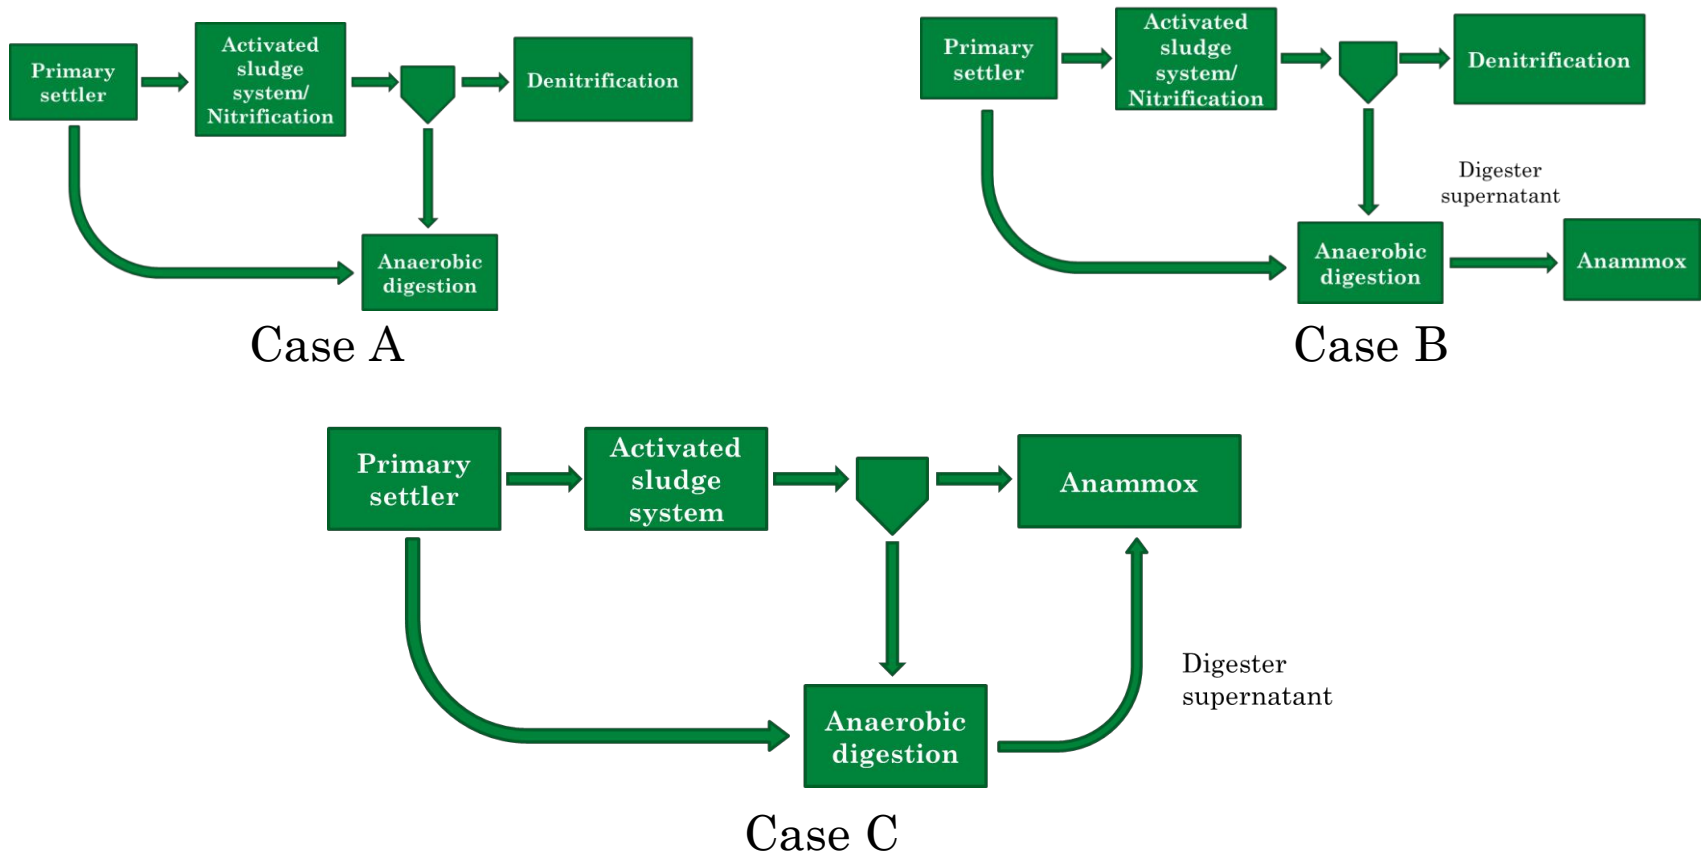 Primary
settler
Activated
sludge
system/
Nitrification
Denitrification
Anaerobic
digestion
Case A
Primary
settler
Activated
sludge
system/
Nitrification
Denitrification
Digester
supernatant
Anaerobic
digestion
Anammox
Case B
Primary
settler
Activated
sludge
system
Anammox
Digester
supernatant
Anaerobic
digestion
Case C